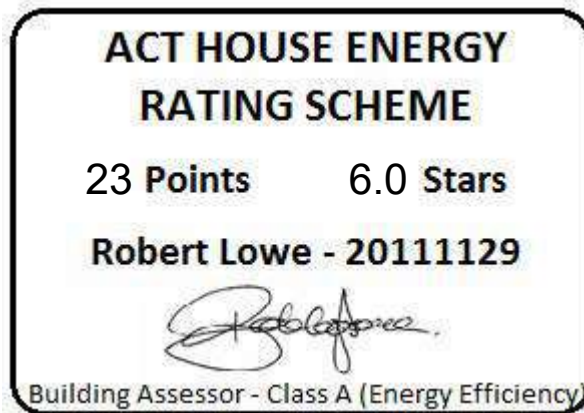 ACT HOUSE ENERGY
RATING SCHEME
23 Points 6.0 Stars
Robert Lowe - 20111129
Building Assessor - Class A (Energy Efficiency)